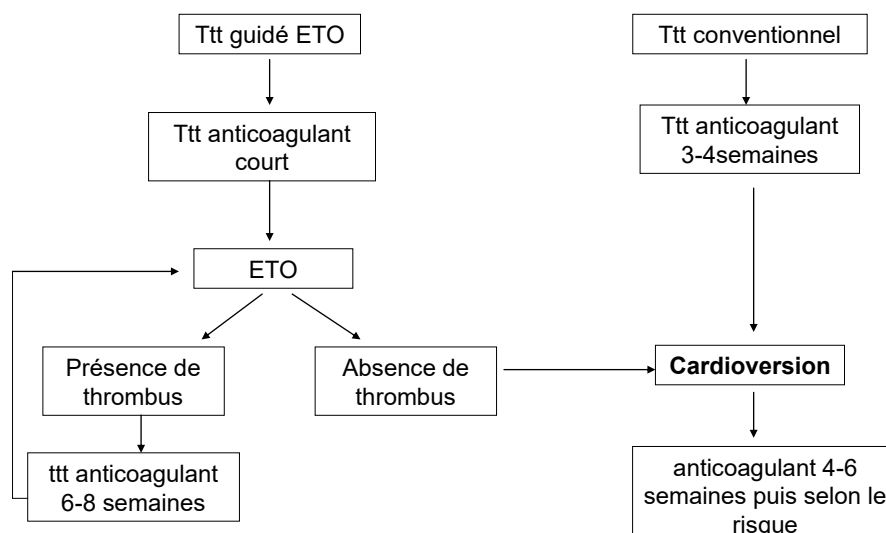 Ttt guidé ETO
Ttt conventionnel
Ttt anticoagulant
court
Ttt anticoagulant
3-4semaines
ETO
Présence de
thrombus
Absence de
thrombus
Cardioversion
ttt anticoagulant
6-8 semaines
anticoagulant 4-6
semaines puis selon le
risque